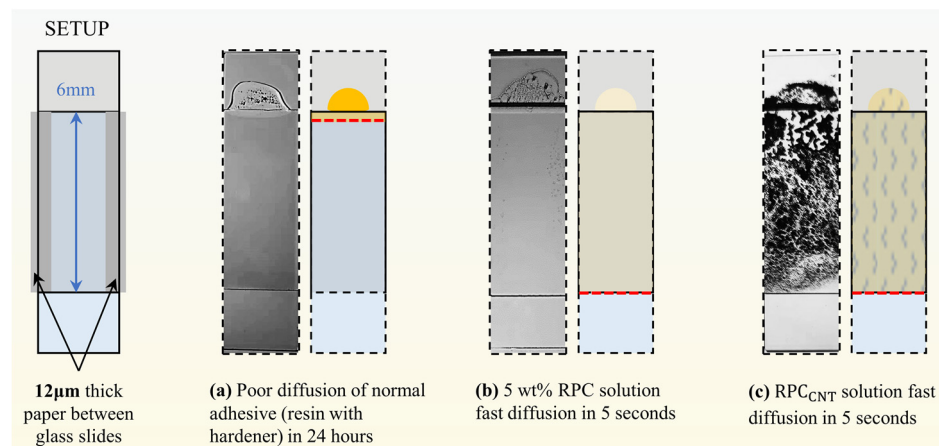 SETUP
6mm
12μm thick
paper between
glass slides
(a) Poor diffusion of normal
adhesive (resin with
hardener) in 24 hours
(b) 5 wt% RPC solution
fast diffusion in 5 seconds
(c) RPC_CNT solution fast
diffusion in 5 seconds